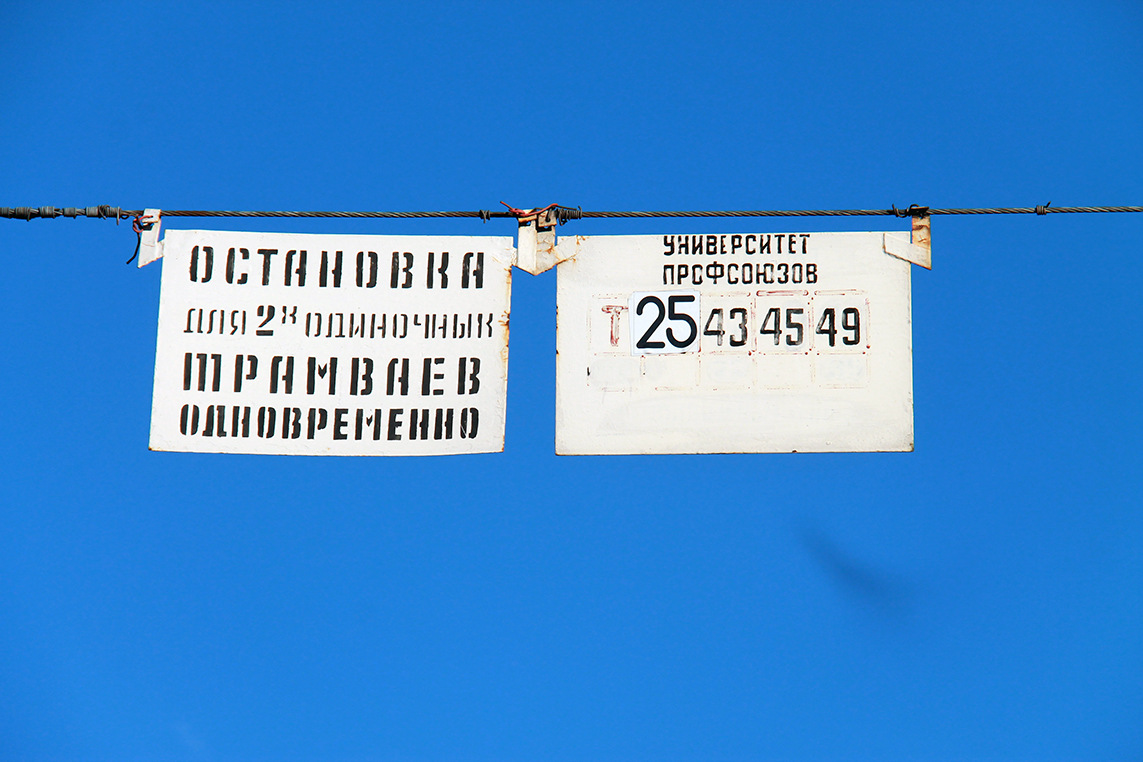 ОСТАНОВКА
ДЛЯ 2Х ОДИНОЧНЫХ
ТРАМВАЕВ
ОДНОВРЕМЕННО
УНИВЕРСИТЕТ
ПРОФСОЮЗОВ
Т 25 43 45 49